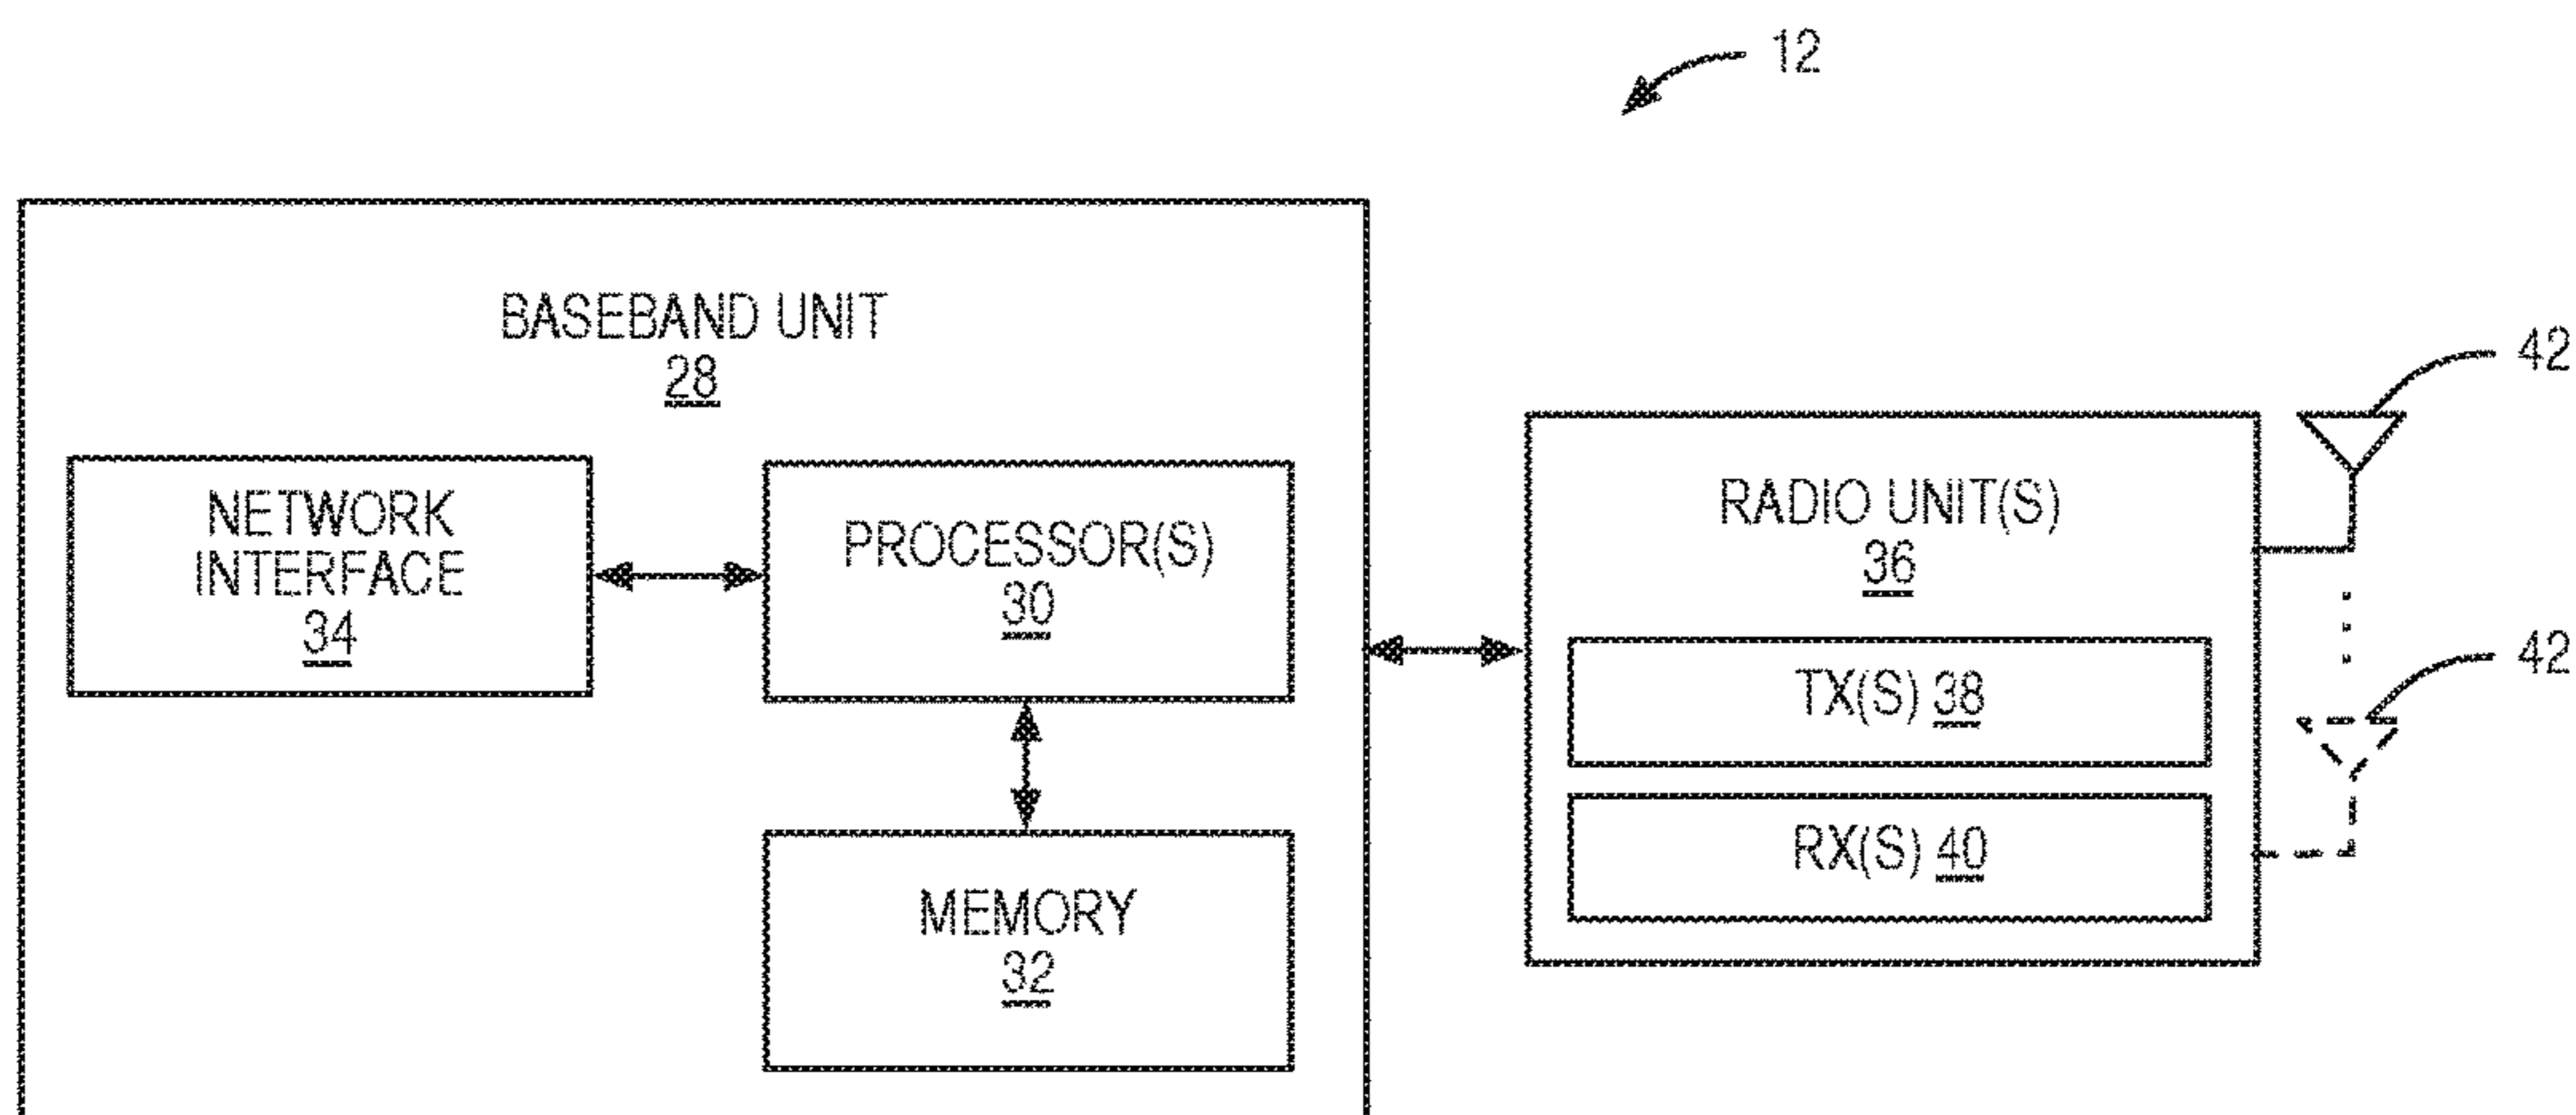 12
BASEBAND UNIT
28
NETWORK
INTERFACE
34
PROCESSOR(S)
30
MEMORY
32
RADIO UNIT(S)
36
TX(S) 38
RX(S) 40
42
42